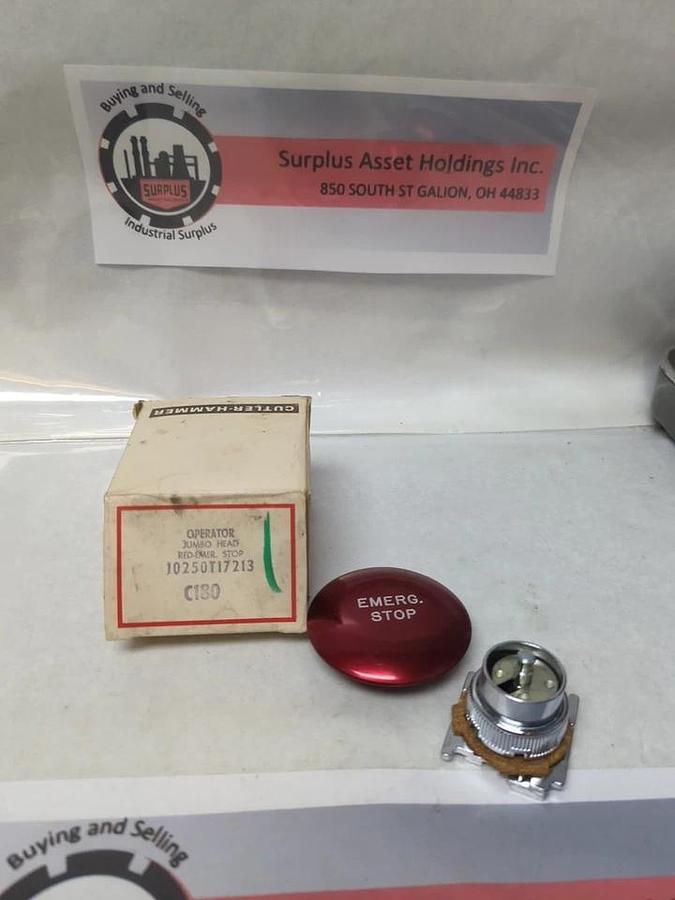 Buying and Selling
SURPLUS
Industrial Surplus
Surplus Asset Holdings Inc.
850 SOUTH ST GALION, OH 44833
CUTLER-HAMMER
OPERATOR
JUMBO HEAD
RED-EMER. STOP
10250T17213
C180
EMERG.
STOP
Buying and Selling